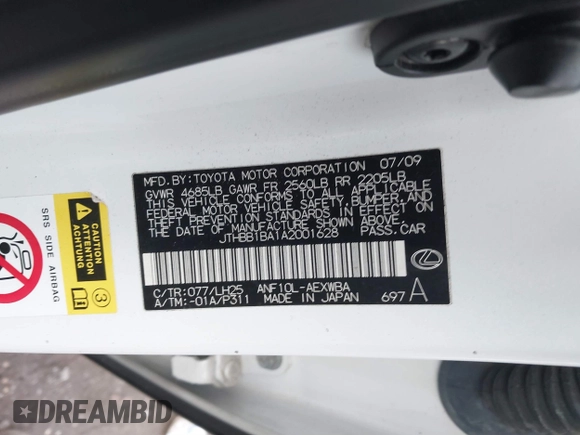 MFD.BY: TOYOTA MOTOR CORPORATION 07/09
GVWR 4685LB GAWR FR 2560LB RR 2205LB
THIS VEHICLE CONFORMS TO ALL APPLICABLE
FEDERAL MOTOR VEHICLE SAFETY, BUMPER, AND
THEFT PREVENTION STANDARDS IN EFFECT ON
THE DATE OF MANUFACTURE SHOWN ABOVE.
JTHBB1BA1A2001628 PASS.CAR
C/TR:077/LH25 ANF10L-AEXWBA
A/TM:-01A/P311 MADE IN JAPAN 697 A
SRS SIDE AIRBAG
CAUTION
ATTENTION
ACHTUNG
3
DREAMBID